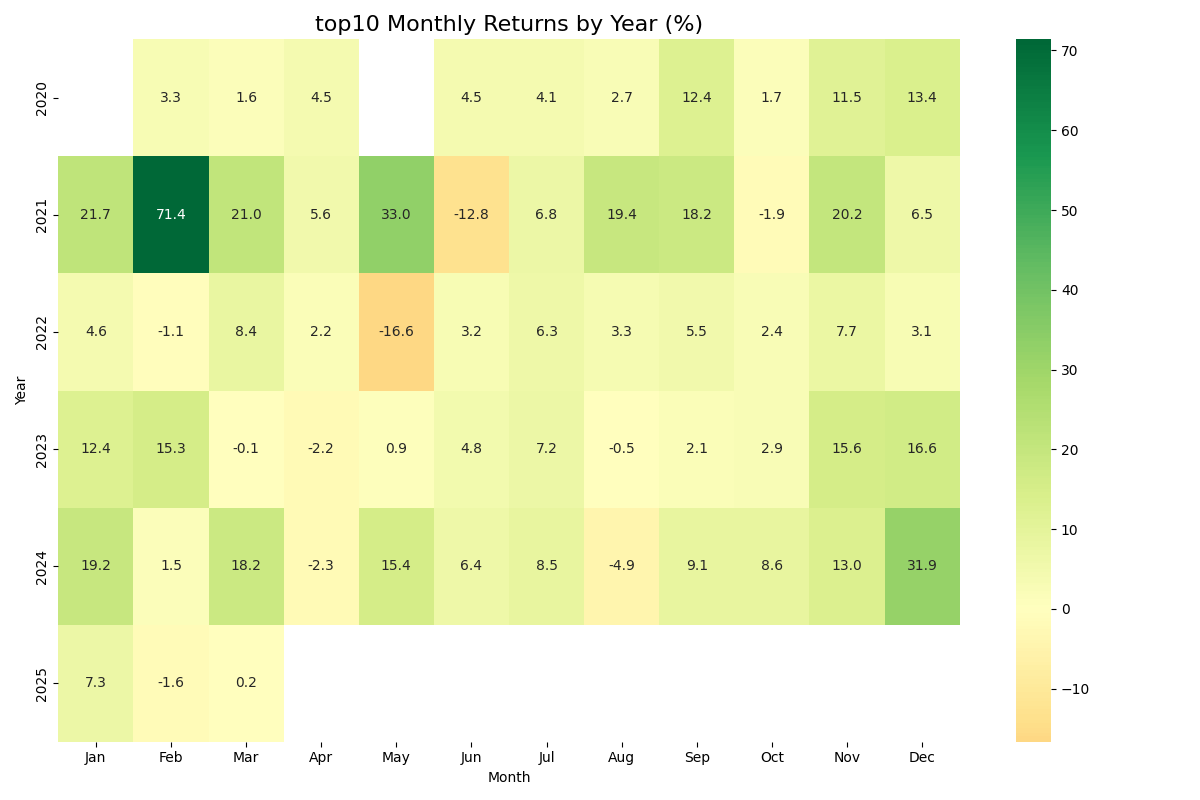 top10 Monthly Returns by Year (%)
2020 3.3 1.6 4.5 4.5 4.1 2.7 12.4 1.7 11.5 13.4
2021 21.7 71.4 21.0 5.6 33.0 -12.8 6.8 19.4 18.2 -1.9 20.2 6.5
2022 4.6 -1.1 8.4 2.2 -16.6 3.2 6.3 3.3 5.5 2.4 7.7 3.1
2023 12.4 15.3 -0.1 -2.2 0.9 4.8 7.2 -0.5 2.1 2.9 15.6 16.6
2024 19.2 1.5 18.2 -2.3 15.4 6.4 8.5 -4.9 9.1 8.6 13.0 31.9
2025 7.3 -1.6 0.2
Jan Feb Mar Apr May Jun Jul Aug Sep Oct Nov Dec
Month
Year
70
60
50
40
30
20
10
0
−10